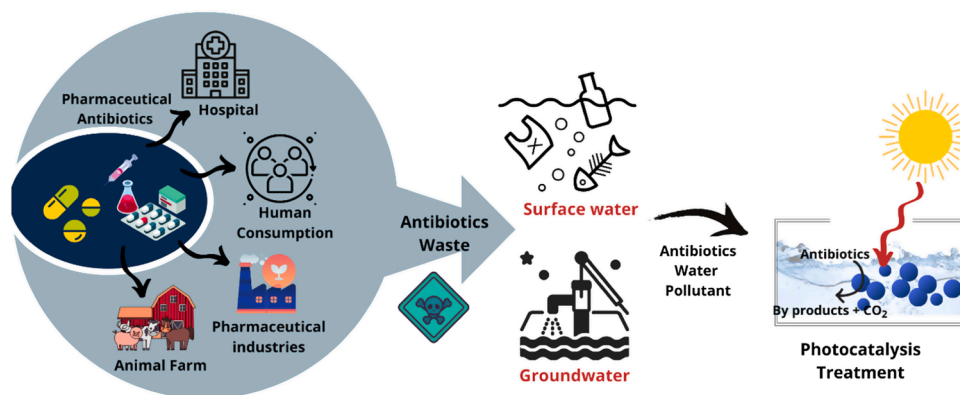 Pharmaceutical
Antibiotics
Hospital
Human
Consumption
Pharmaceutical
industries
Animal Farm
Antibiotics
Waste
Surface water
Groundwater
Antibiotics
Water
Pollutant
Antibiotics
By products + CO₂
Photocatalysis
Treatment